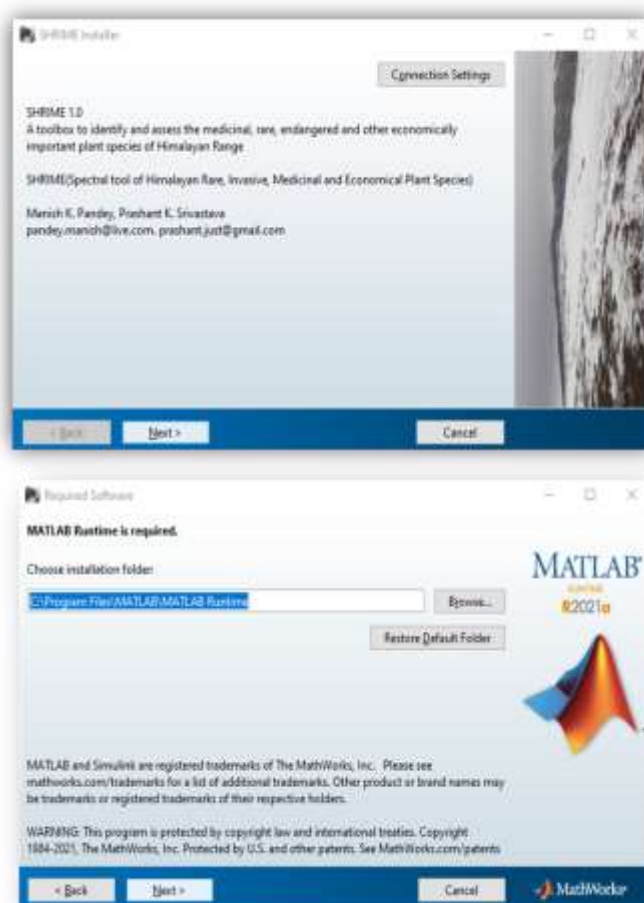 SHRIME Installer
Connection Settings
SHRIME 1.0
A toolbox to identify and assess the medicinal, rare, endangered and other economically
important plant species of Himalayan Range
SHRIME(Spectral tool of Himalayan Rare, Invasive, Medicinal and Economical Plant Species)
Manish K. Pandey, Prashant K. Srivastava
pandey.manish@live.com, prashant.just@gmail.com
< Back
Next >
Cancel
Required Software
MATLAB Runtime is required.
Choose installation folder:
C:\Program Files\MATLAB\MATLAB Runtime
Browse...
Restore Default Folder
MATLAB®
RUNTIME
R2021a
MATLAB and Simulink are registered trademarks of The MathWorks, Inc. Please see
mathworks.com/trademarks for a list of additional trademarks. Other product or brand names may
be trademarks or registered trademarks of their respective holders.
WARNING: This program is protected by copyright law and international treaties. Copyright
1984-2021, The MathWorks, Inc. Protected by U.S. and other patents. See MathWorks.com/patents
< Back
Next >
Cancel
MathWorks®